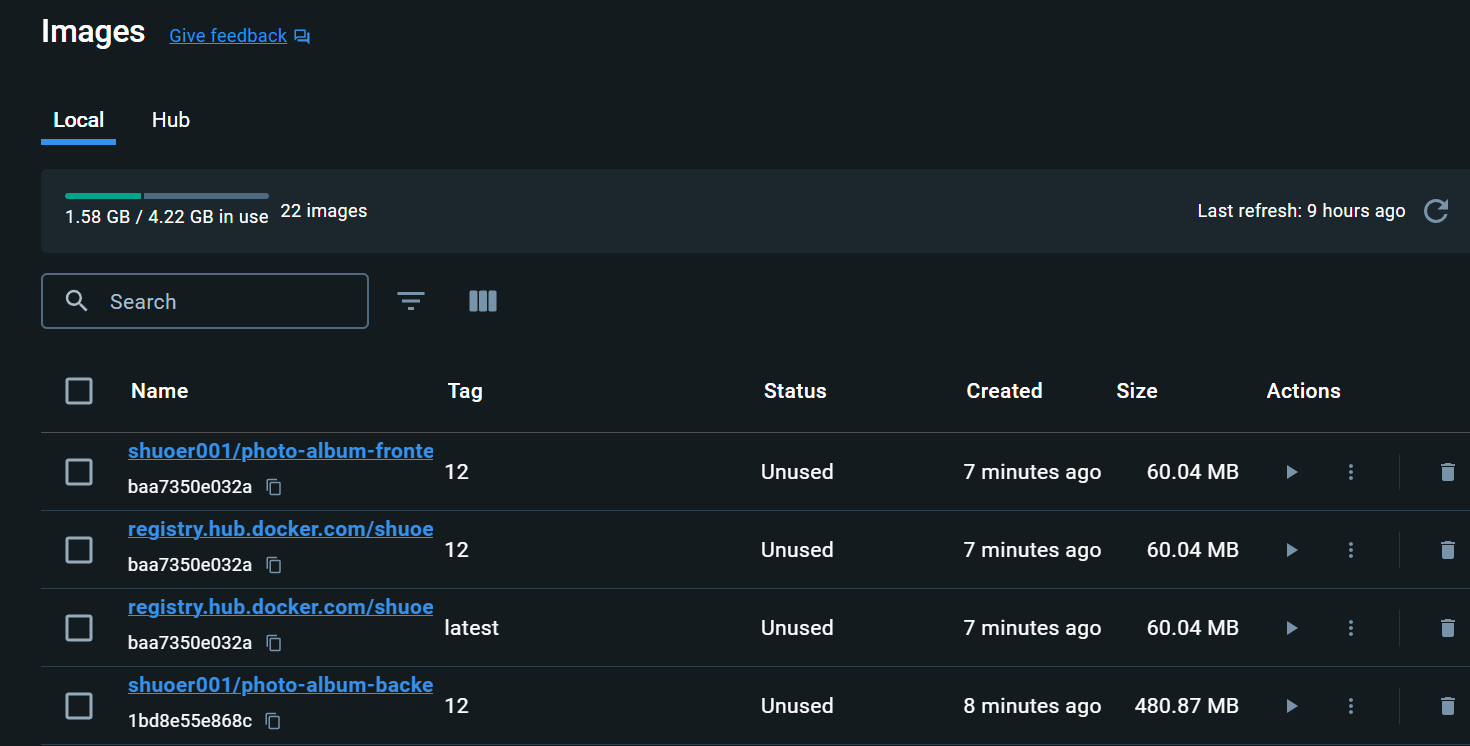 Images Give feedback
Local Hub
1.58 GB / 4.22 GB in use 22 images Last refresh: 9 hours ago
Search
Name Tag Status Created Size Actions
shuoer001/photo-album-fronte
12 Unused 7 minutes ago 60.04 MB
baa7350e032a
registry.hub.docker.com/shuoe
12 Unused 7 minutes ago 60.04 MB
baa7350e032a
registry.hub.docker.com/shuoe
latest Unused 7 minutes ago 60.04 MB
baa7350e032a
shuoer001/photo-album-backe
12 Unused 8 minutes ago 480.87 MB
1bd8e55e868c